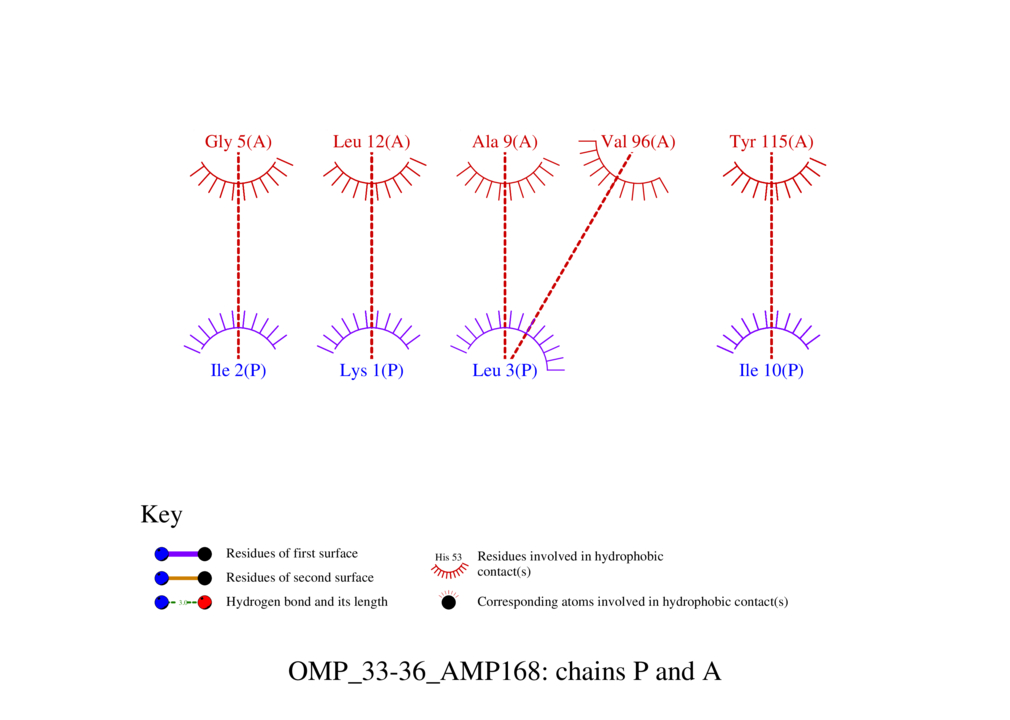 Gly 5(A) Leu 12(A) Ala 9(A) Val 96(A) Tyr 115(A)
Ile 2(P) Lys 1(P) Leu 3(P) Ile 10(P)
Key
Residues of first surface
Residues of second surface
3.0
Hydrogen bond and its length
His 53
Residues involved in hydrophobic
contact(s)
Corresponding atoms involved in hydrophobic contact(s)
OMP_33-36_AMP168: chains P and A